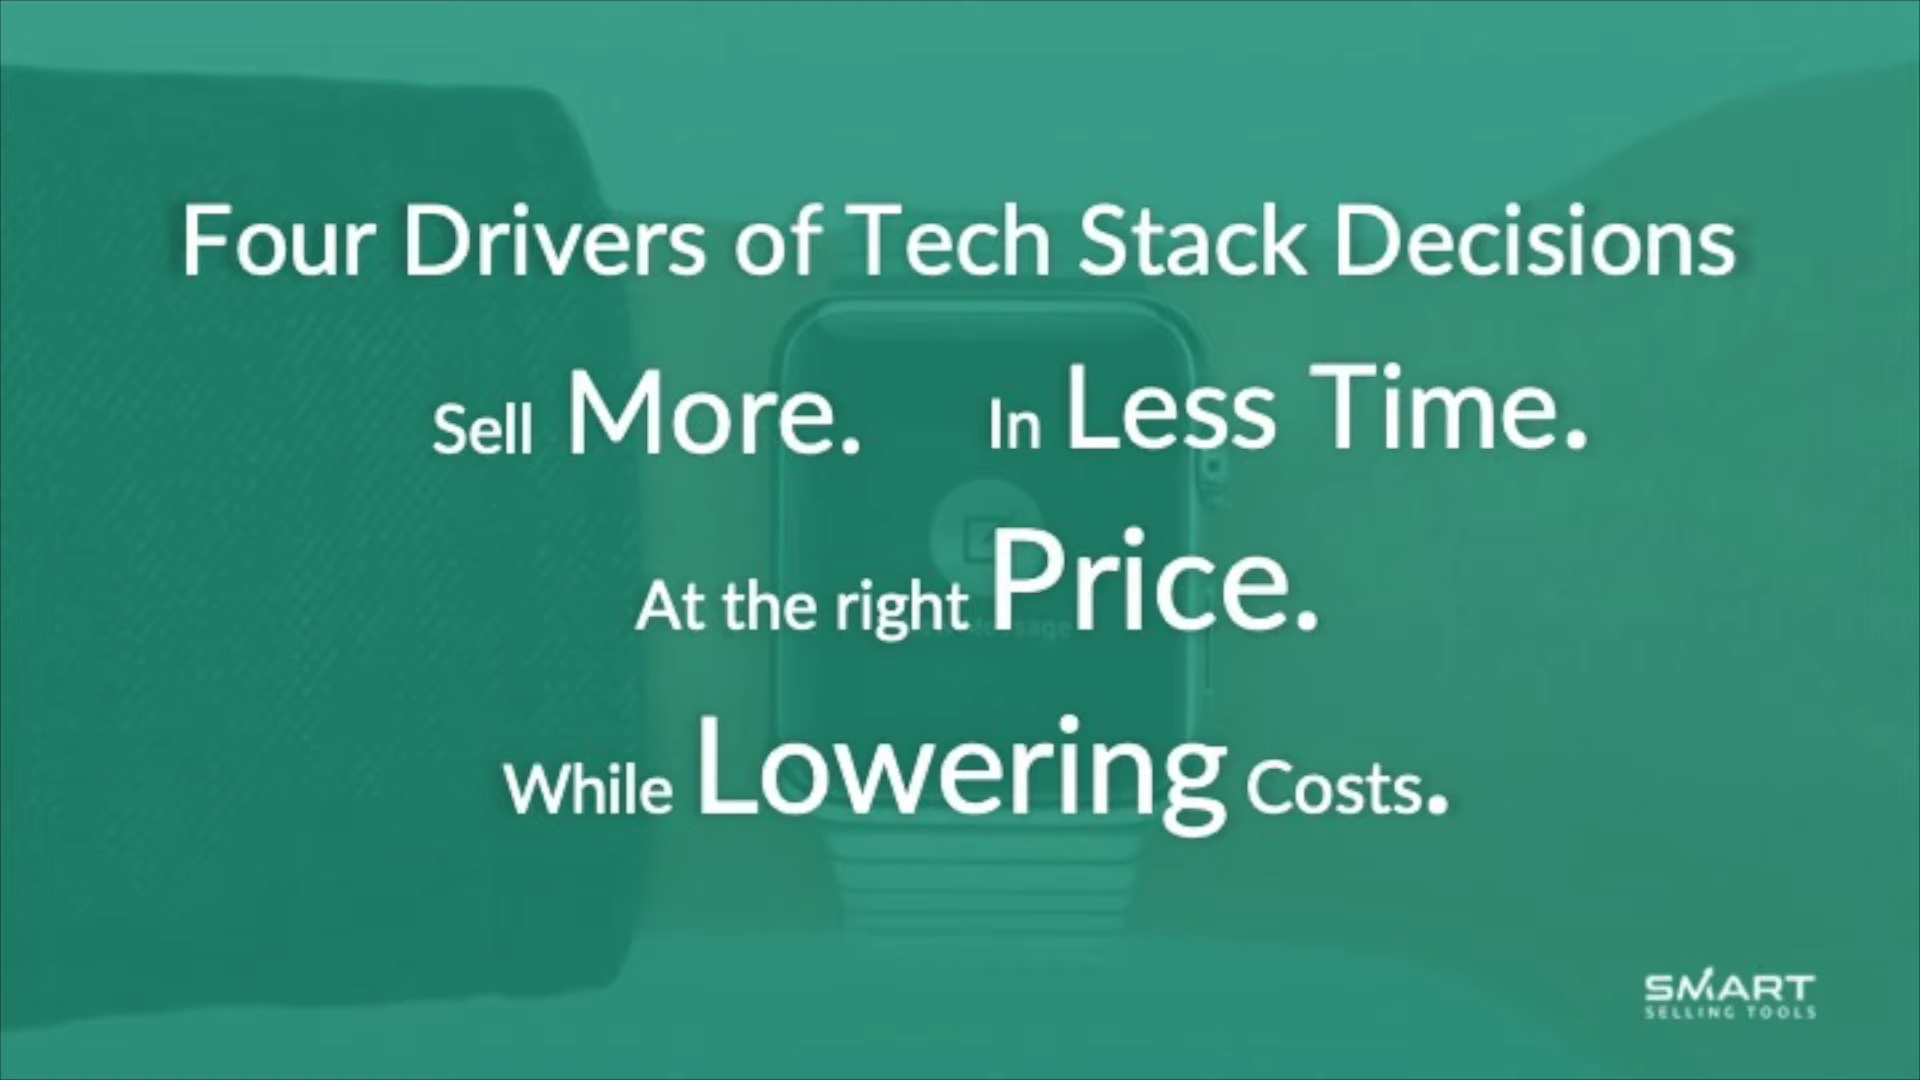 Four Drivers of Tech Stack Decisions
Sell More. In Less Time.
At the right Price.
While Lowering Costs.
SMART
SELLING TOOLS